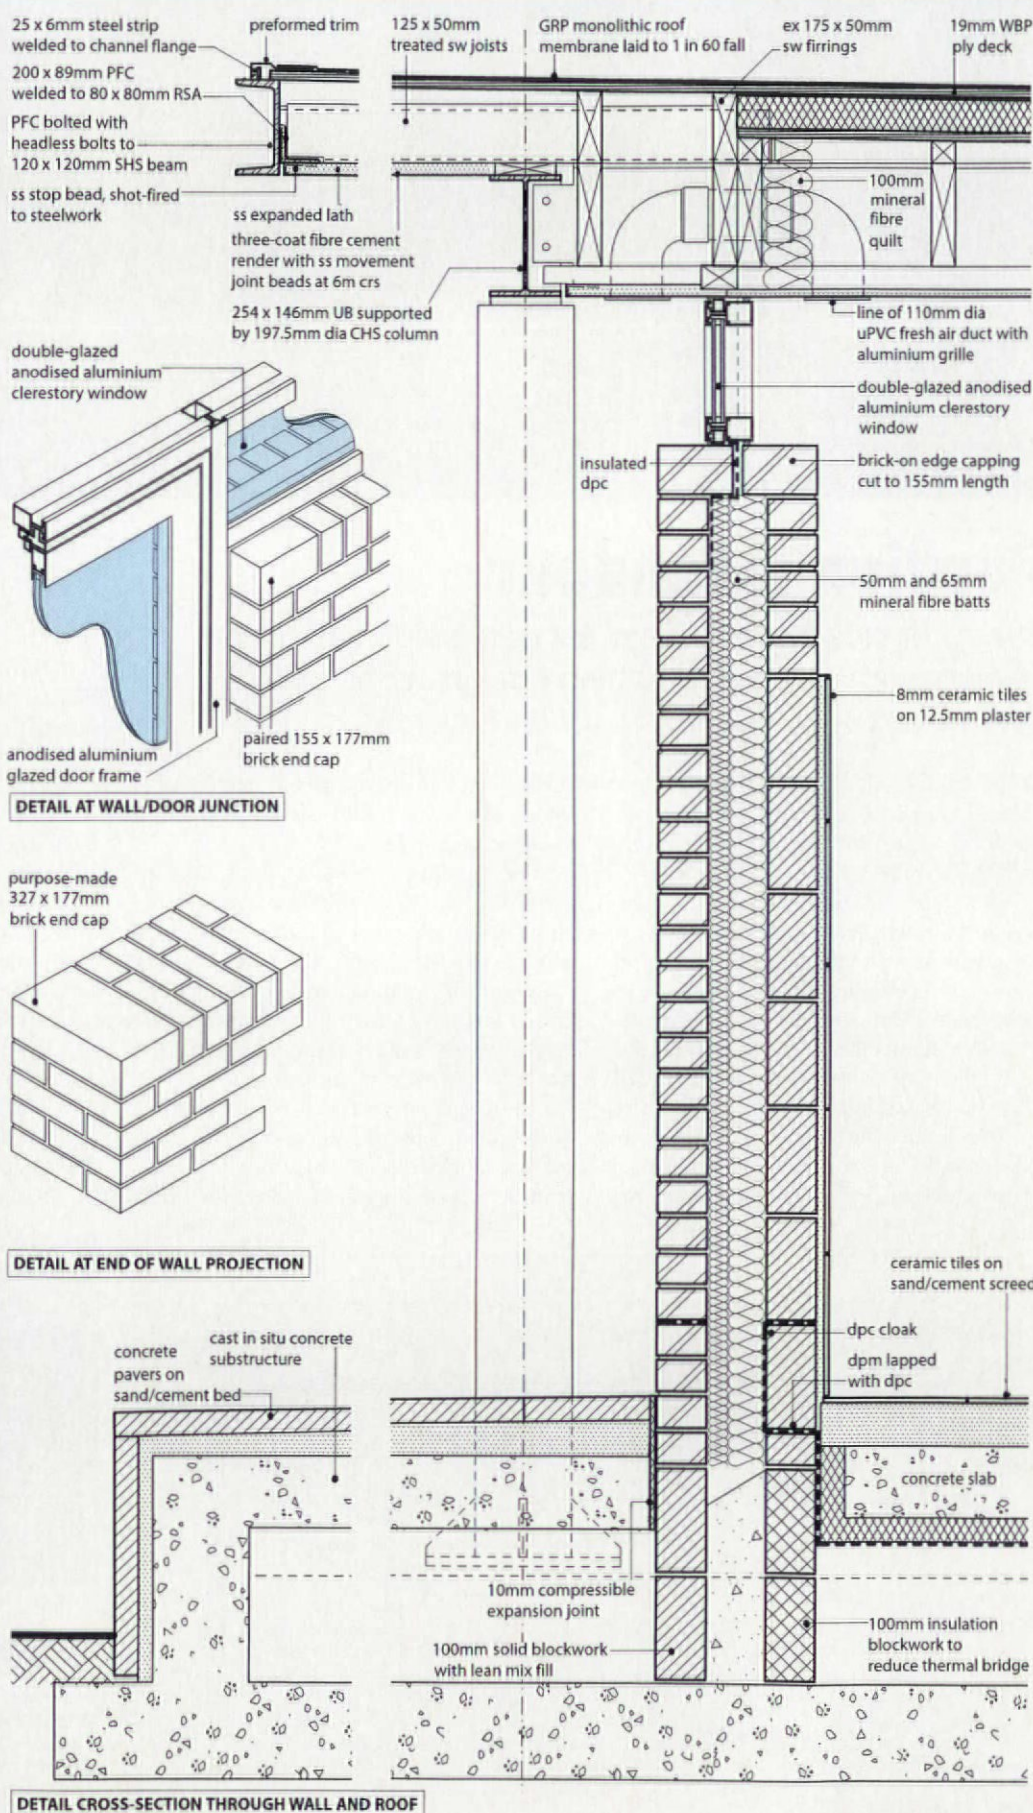 25 x 6mm steel strip
welded to channel flange
200 x 89mm PFC
welded to 80 x 80mm RSA
PFC bolted with
headless bolts to
120 x 120mm SHS beam
ss stop bead, shot-fired
to steelwork
preformed trim
125 x 50mm
treated sw joists
GRP monolithic roof
membrane laid to 1 in 60 fall
ex 175 x 50mm
sw firrings
19mm WBP
ply deck
ss expanded lath
three-coat fibre cement
render with ss movement
joint beads at 6m crs
254 x 146mm UB supported
by 197.5mm dia CHS column
100mm
mineral
fibre
quilt
line of 110mm dia
uPVC fresh air duct with
aluminium grille
double-glazed anodised
aluminium clerestory
window
double-glazed
anodised aluminium
clerestory window
insulated
dpc
brick-on edge capping
cut to 155mm length
50mm and 65mm
mineral fibre batts
8mm ceramic tiles
on 12.5mm plaster
anodised aluminium
glazed door frame
paired 155 x 177mm
brick end cap
DETAIL AT WALL/DOOR JUNCTION
purpose-made
327 x 177mm
brick end cap
DETAIL AT END OF WALL PROJECTION
ceramic tiles on
sand/cement screed
concrete
pavers on
sand/cement bed
cast in situ concrete
substructure
dpc cloak
dpm lapped
with dpc
concrete slab
10mm compressible
expansion joint
100mm solid blockwork
with lean mix fill
100mm insulation
blockwork to
reduce thermal bridge
DETAIL CROSS-SECTION THROUGH WALL AND ROOF